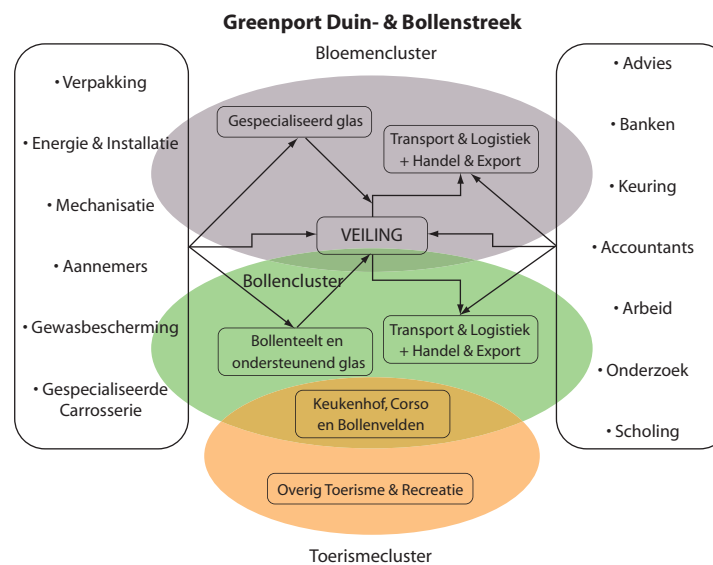 Greenport Duin- & Bollenstreek
Bloemencluster
• Verpakking
• Energie & Installatie
• Mechanisatie
• Aannemers
• Gewasbescherming
• Gespecialiseerde
Carrosserie
Gespecialiseerd glas
Transport & Logistiek
+ Handel & Export
VEILING
Bollencluster
Bollenteelt en
ondersteunend glas
Transport & Logistiek
+ Handel & Export
Keukenhof, Corso
en Bollenvelden
Overig Toerisme & Recreatie
Toerismecluster
• Advies
• Banken
• Keuring
• Accountants
• Arbeid
• Onderzoek
• Scholing